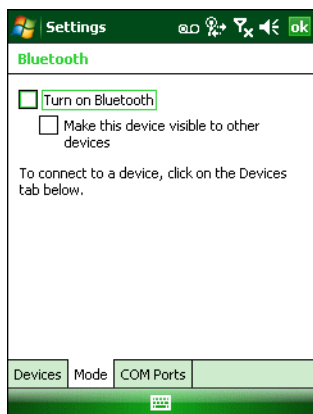 Settings
ok
Bluetooth
Turn on Bluetooth
Make this device visible to other
devices
To connect to a device, click on the Devices
tab below.
Devices Mode COM Ports